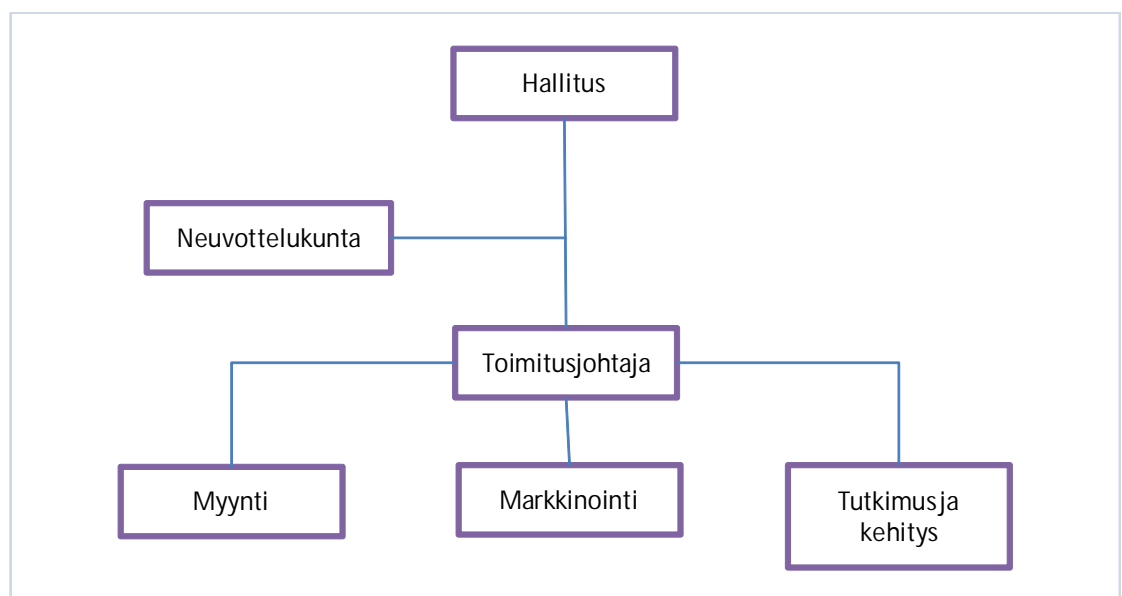 Hallitus
Neuvottelukunta
Toimitusjohtaja
Myynti
Markkinointi
Tutkimusja
kehitys